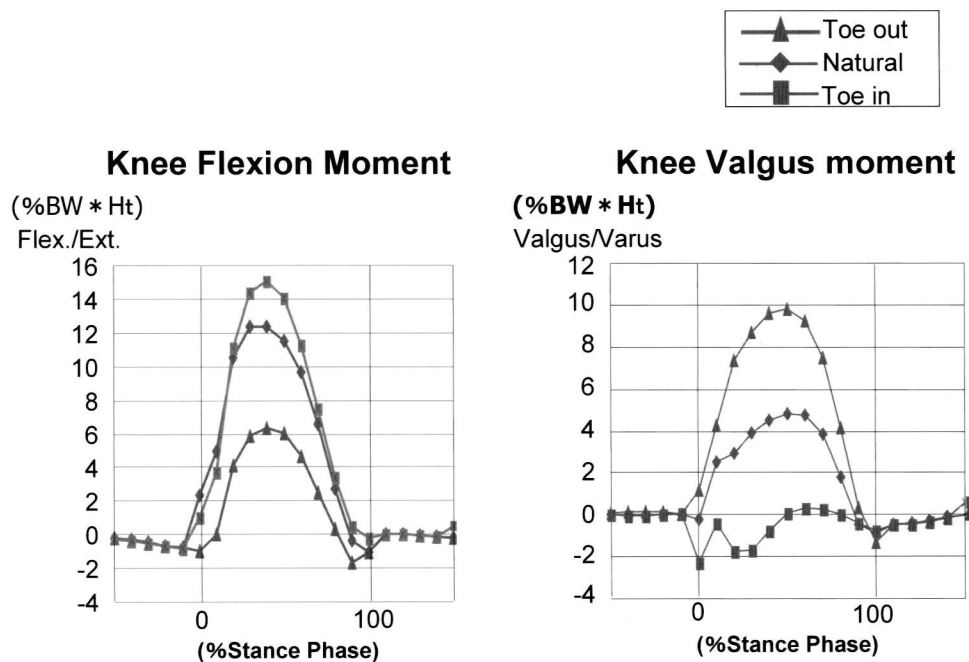 Toe out
Natural
Toe in
Knee Flexion Moment
(%BW * Ht)
Flex./Ext.
16
14
12
10
8
6
4
2
0
-2
-4
0
100
(%Stance Phase)
Knee Valgus moment
(%BW * Ht)
Valgus/Varus
12
10
8
6
4
2
0
-2
-4
0
100
(%Stance Phase)